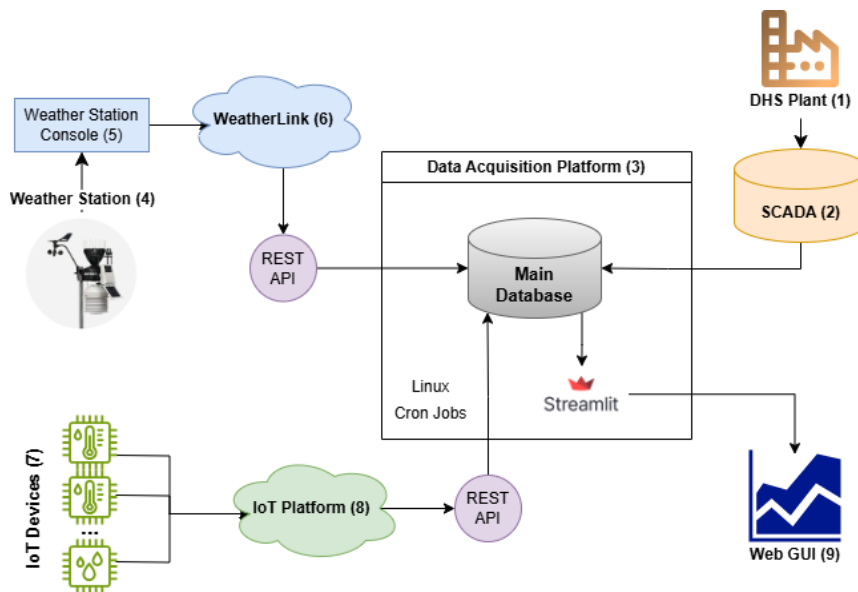 DHS Plant (1)
Weather Station
Console (5)
WeatherLink (6)
Data Acquisition Platform (3)
Weather Station (4)
SCADA (2)
REST
API
Main
Database
Linux
Cron Jobs
Streamlit
IoT Devices (7)
...
IoT Platform (8)
REST
API
Web GUI (9)